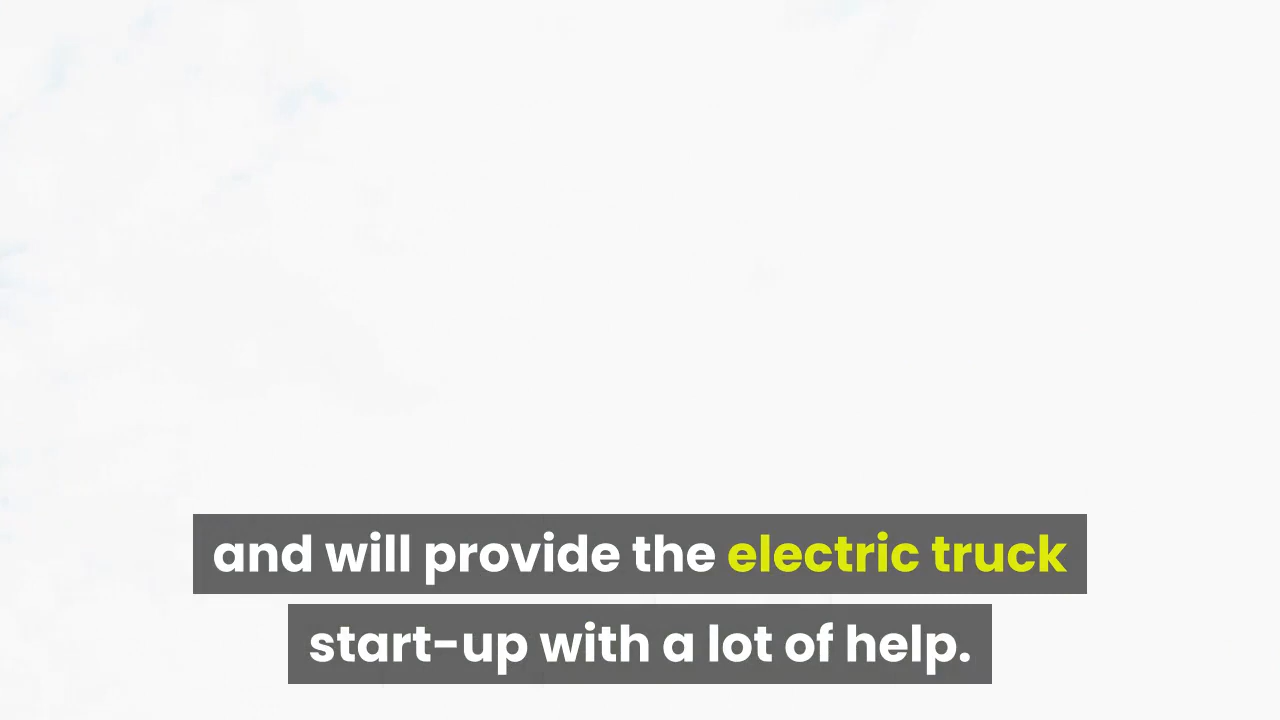 and will provide the electric truck
start-up with a lot of help.